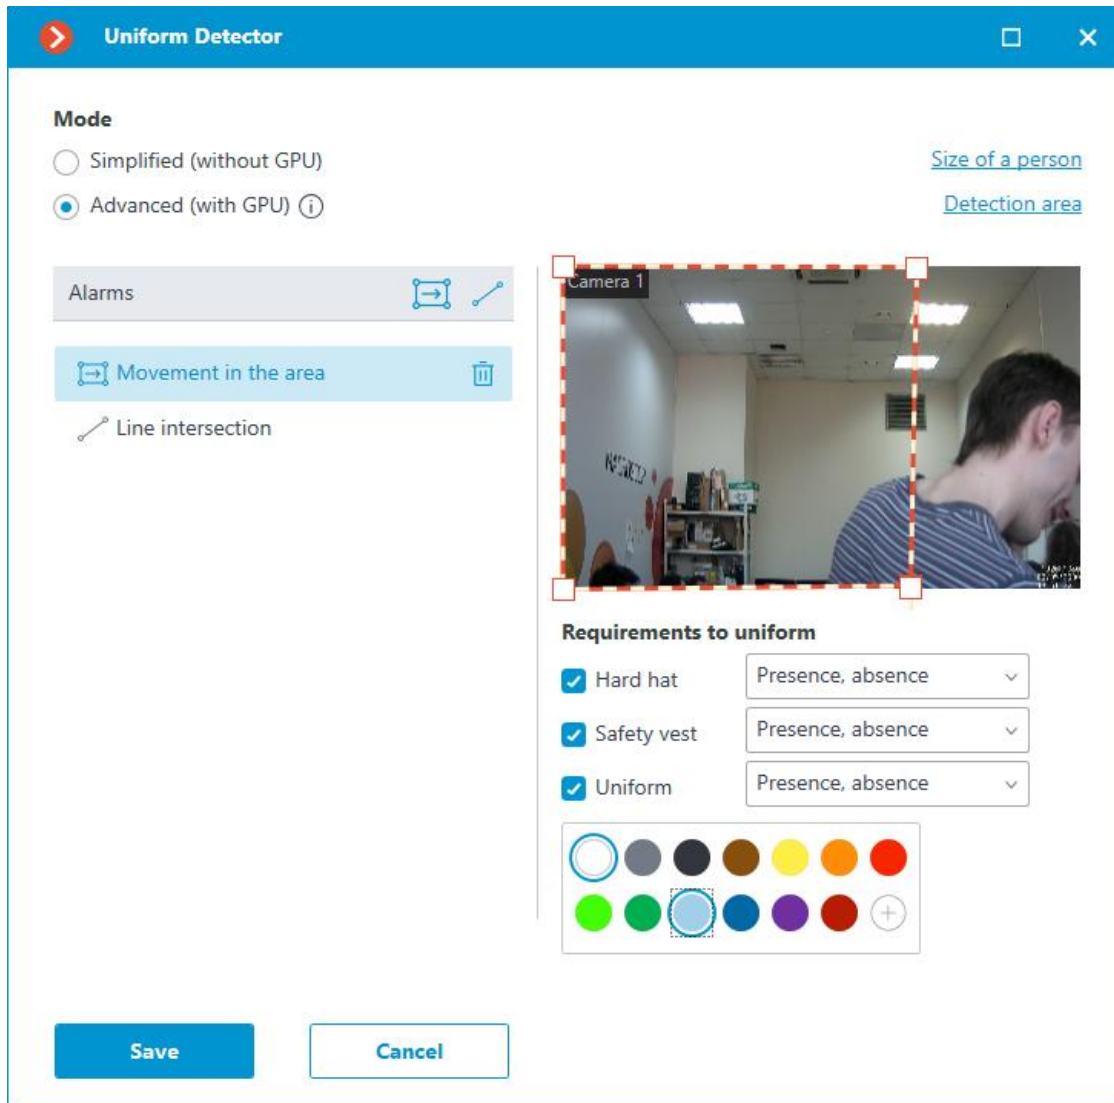 Uniform Detector
Mode
Simplified (without GPU)
Advanced (with GPU)
Size of a person
Detection area
Alarms
Movement in the area
Line intersection
Camera 1
Requirements to uniform
Hard hat
Presence, absence
Safety vest
Presence, absence
Uniform
Presence, absence
Save
Cancel